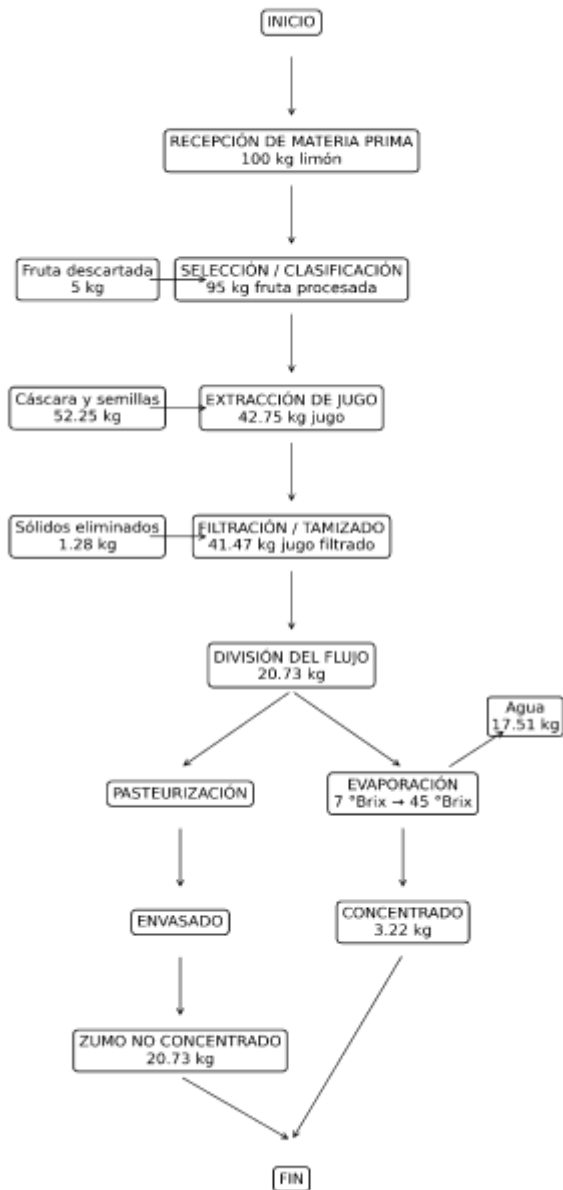 INICIO
RECEPCIÓN DE MATERIA PRIMA
100 kg limón
Fruta descartada
5 kg
SELECCIÓN / CLASIFICACIÓN
95 kg fruta procesada
Cáscara y semillas
52.25 kg
EXTRACCIÓN DE JUGO
42.75 kg jugo
Sólidos eliminados
1.28 kg
FILTRACIÓN / TAMIZADO
41.47 kg jugo filtrado
DIVISIÓN DEL FLUJO
20.73 kg
Agua
17.51 kg
PASTEURIZACIÓN
EVAPORACIÓN
7 °Brix → 45 °Brix
ENVASADO
CONCENTRADO
3.22 kg
ZUMO NO CONCENTRADO
20.73 kg
FIN